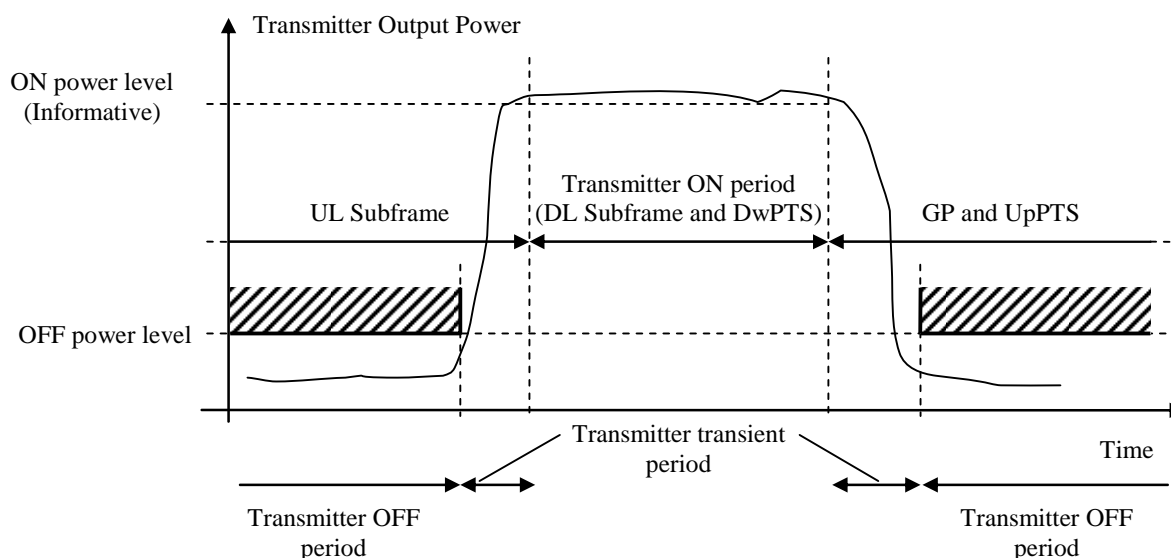 Transmitter Output Power
ON power level
(Informative)
UL Subframe
Transmitter ON period
(DL Subframe and DwPTS)
GP and UpPTS
OFF power level
Transmitter transient
period
Time
Transmitter OFF
period
Transmitter OFF
period